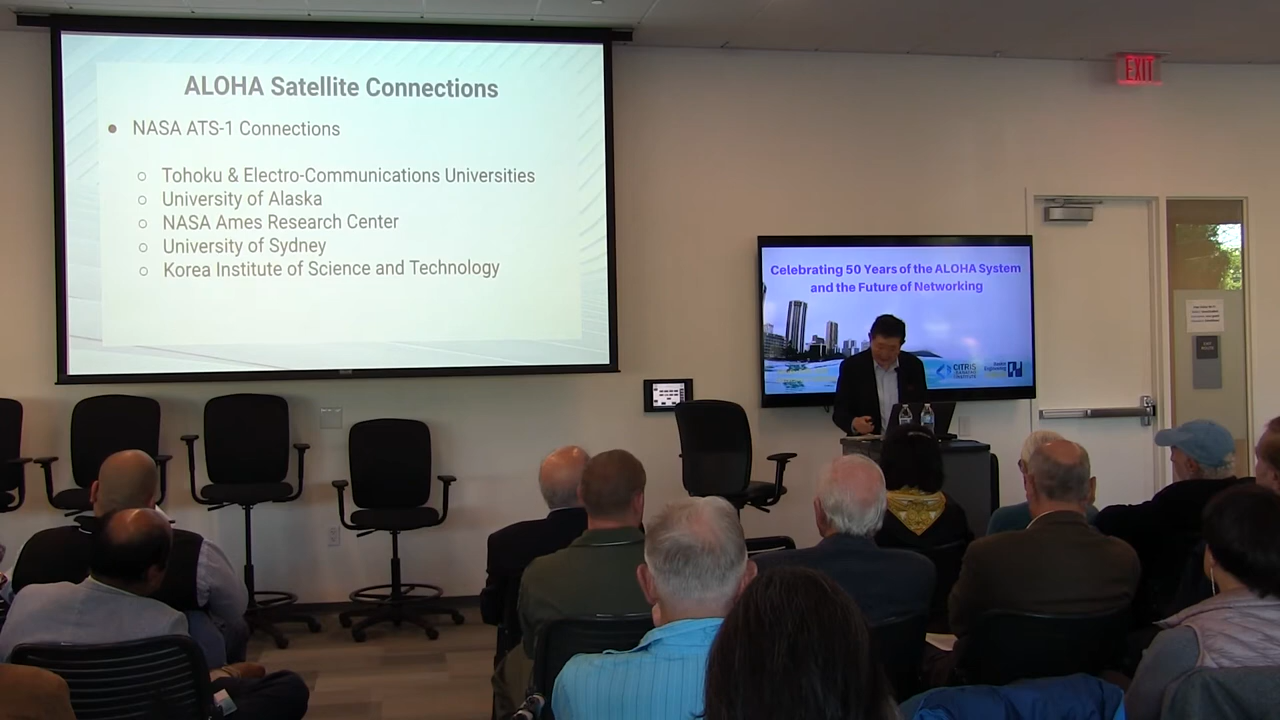 ALOHA Satellite Connections
NASA ATS-1 Connections
Tohoku & Electro-Communications Universities
University of Alaska
NASA Ames Research Center
University of Sydney
Korea Institute of Science and Technology
EXIT
Celebrating 50 Years of the ALOHA System
and the Future of Networking
CITRIS
Engineering